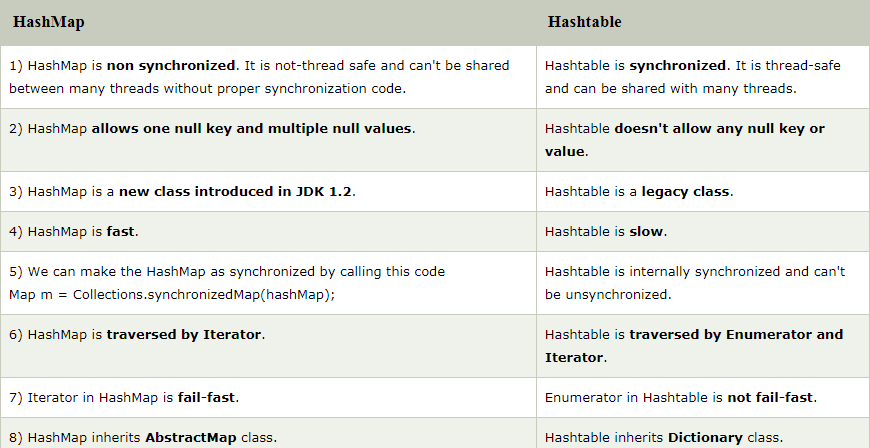 HashMap
Hashtable
1) HashMap is non synchronized. It is not-thread safe and can't be shared
between many threads without proper synchronization code.
Hashtable is synchronized. It is thread-safe
and can be shared with many threads.
2) HashMap allows one null key and multiple null values.
Hashtable doesn't allow any null key or
value.
3) HashMap is a new class introduced in JDK 1.2.
Hashtable is a legacy class.
4) HashMap is fast.
Hashtable is slow.
5) We can make the HashMap as synchronized by calling this code
Map m = Collections.synchronizedMap(hashMap);
Hashtable is internally synchronized and can't
be unsynchronized.
6) HashMap is traversed by Iterator.
Hashtable is traversed by Enumerator and
Iterator.
7) Iterator in HashMap is fail-fast.
Enumerator in Hashtable is not fail-fast.
8) HashMap inherits AbstractMap class.
Hashtable inherits Dictionary class.